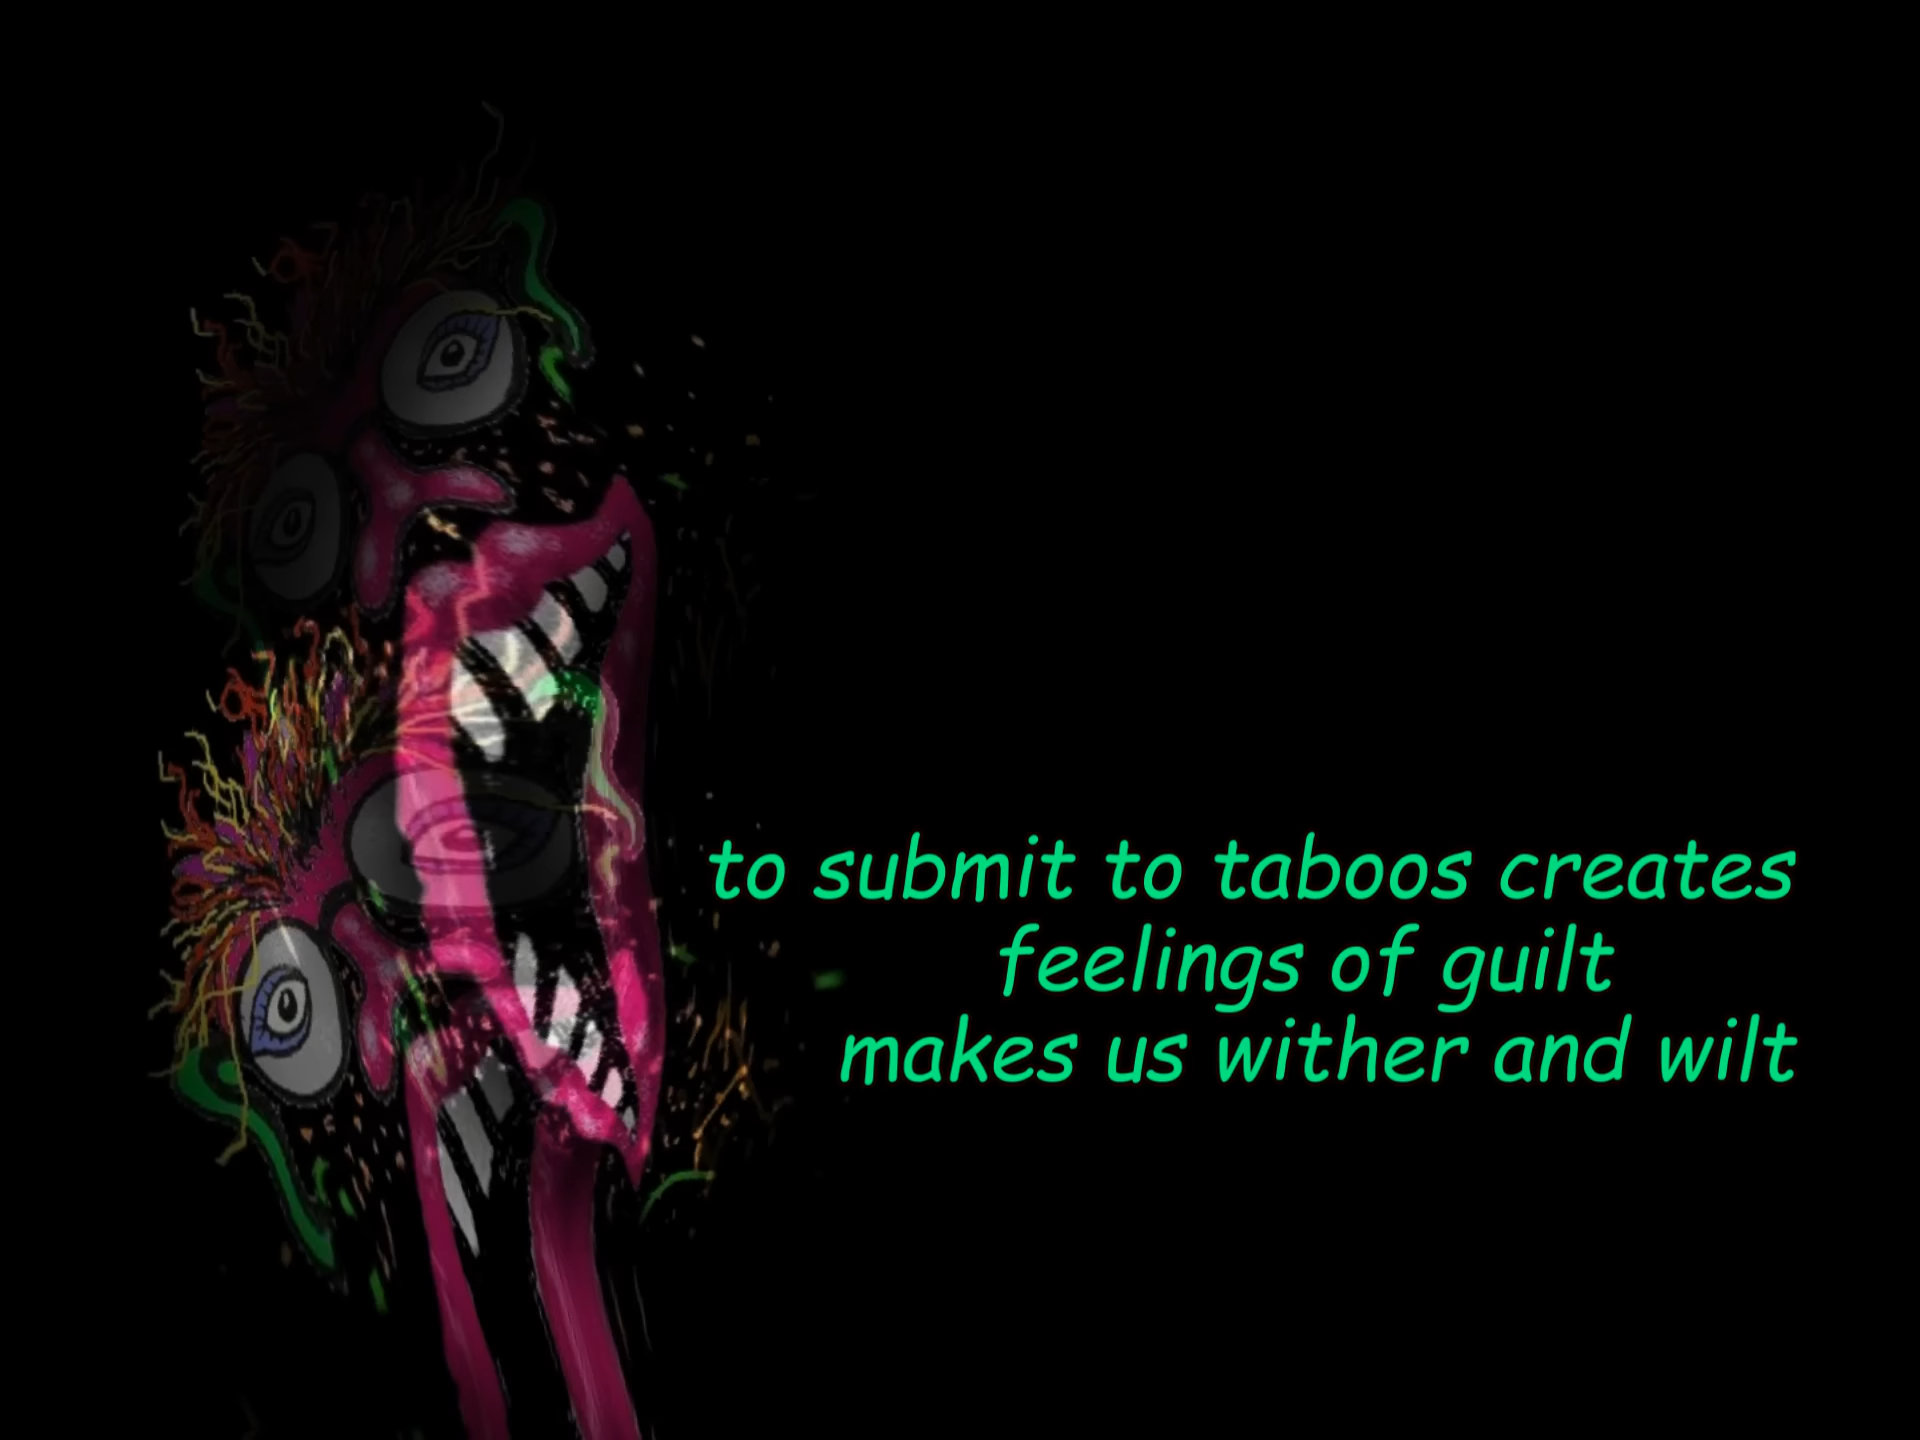 to submit to taboos creates
feelings of guilt
makes us wither and wilt